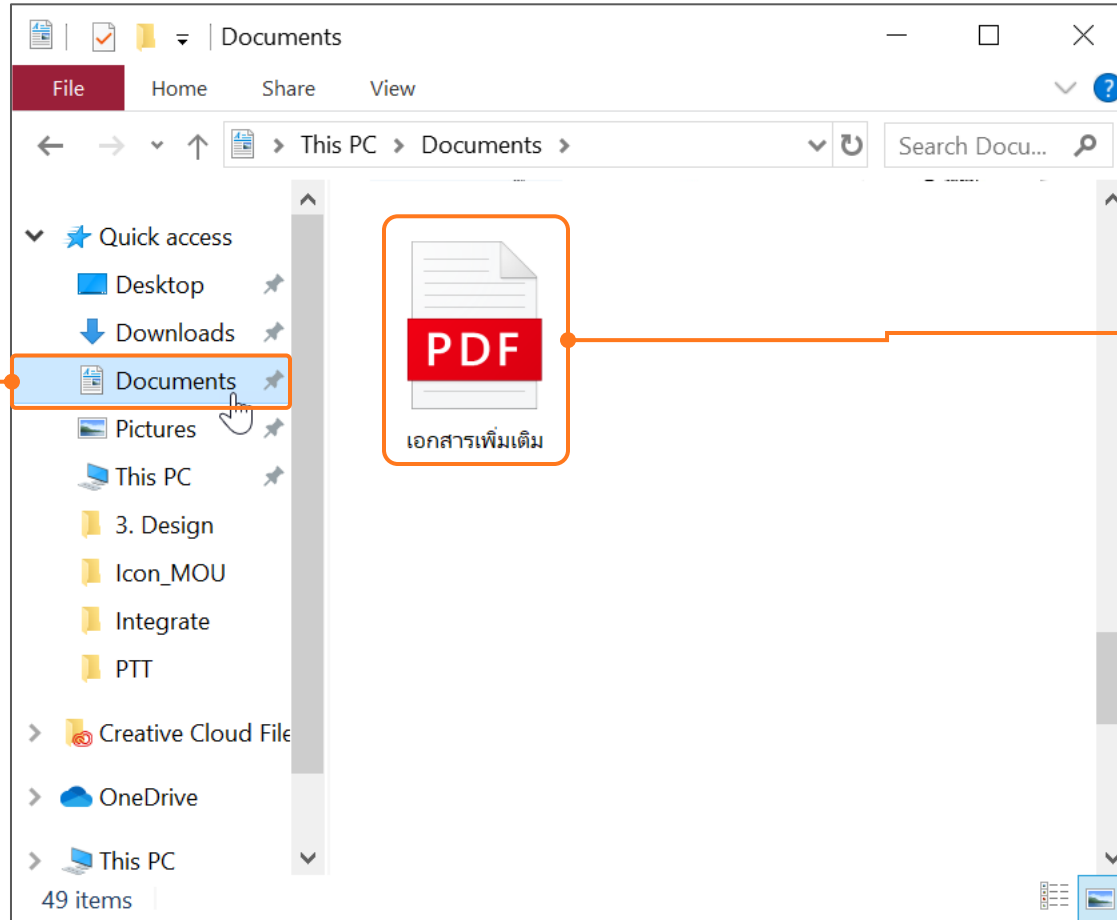 Documents
File Home Share View
?
This PC > Documents >
Search Docu...
Quick access
Desktop
Downloads
Documents
Pictures
This PC
3. Design
Icon_MOU
Integrate
PTT
Creative Cloud File
OneDrive
This PC
PDF
เอกสารเพิ่มเติม
49 items